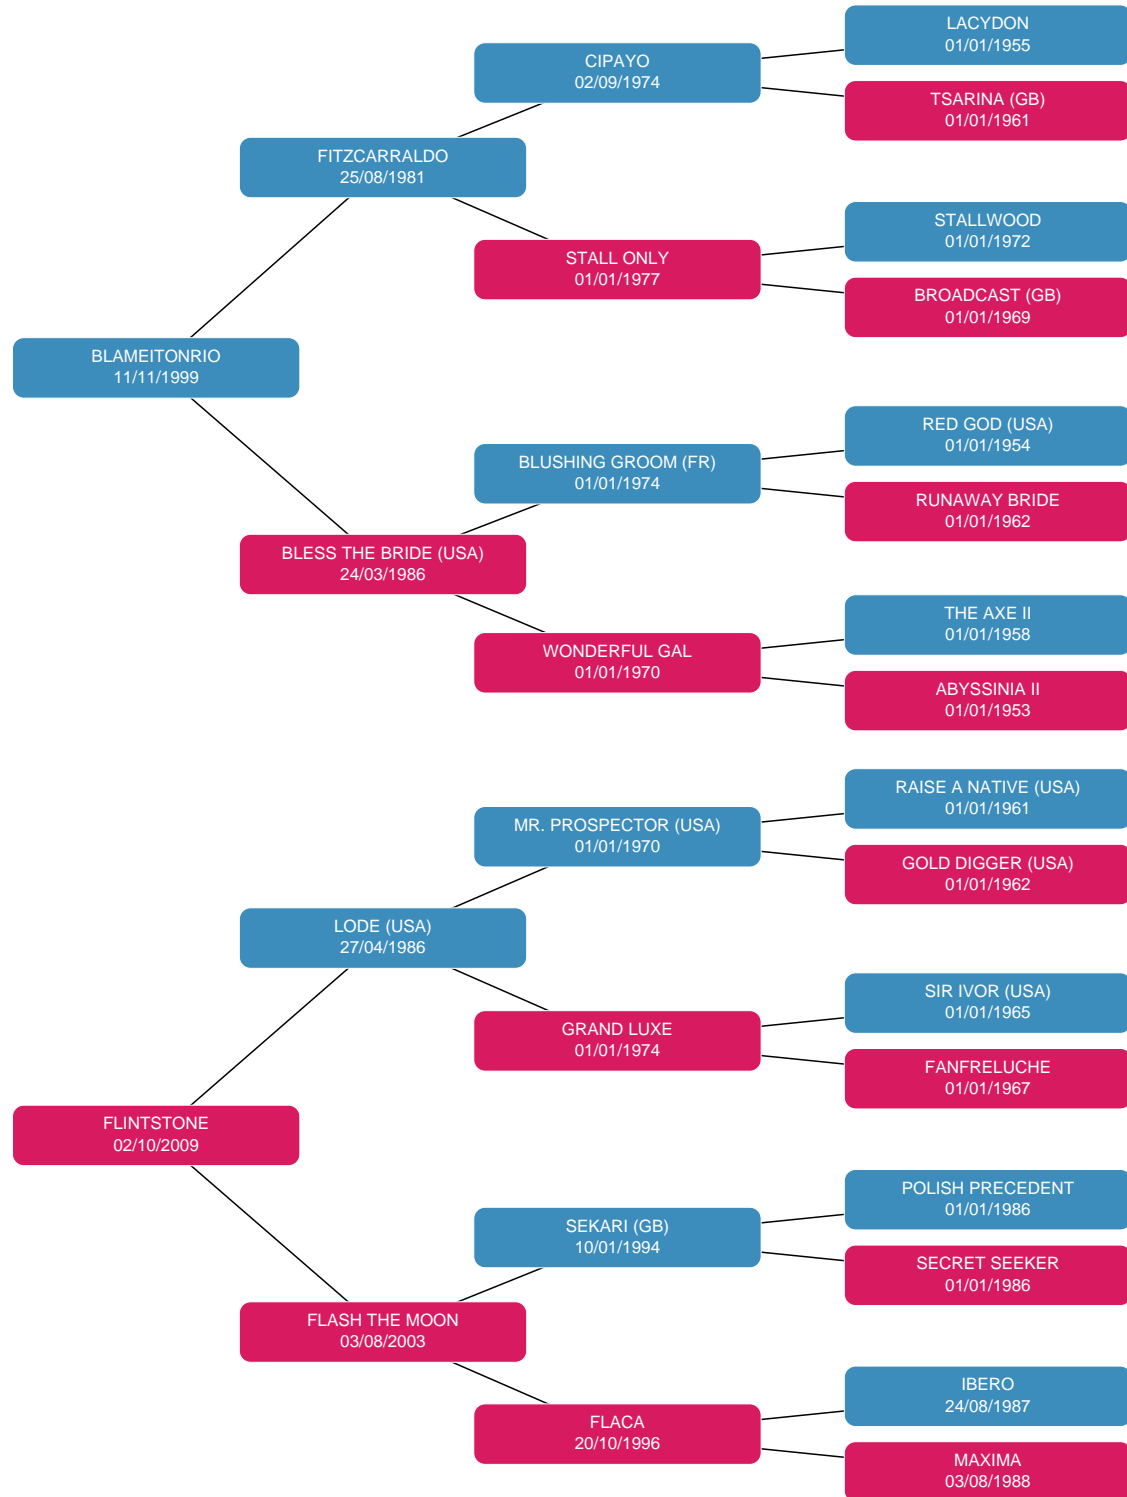 LACYDON
01/01/1955
CIPAYO
02/09/1974
TSARINA (GB)
01/01/1961
FITZCARRALDO
25/08/1981
STALLWOOD
01/01/1972
STALL ONLY
01/01/1977
BROADCAST (GB)
01/01/1969
BLAMEITONRIO
11/11/1999
RED GOD (USA)
01/01/1954
BLUSHING GROOM (FR)
01/01/1974
RUNAWAY BRIDE
01/01/1962
BLESS THE BRIDE (USA)
24/03/1986
THE AXE II
01/01/1958
WONDERFUL GAL
01/01/1970
ABYSSINIA II
01/01/1953
RAISE A NATIVE (USA)
01/01/1961
MR. PROSPECTOR (USA)
01/01/1970
GOLD DIGGER (USA)
01/01/1962
LODE (USA)
27/04/1986
SIR IVOR (USA)
01/01/1965
GRAND LUXE
01/01/1974
FANFRELUCHE
01/01/1967
FLINTSTONE
02/10/2009
POLISH PRECEDENT
01/01/1986
SEKARI (GB)
10/01/1994
SECRET SEEKER
01/01/1986
FLASH THE MOON
03/08/2003
IBERO
24/08/1987
FLACA
20/10/1996
MAXIMA
03/08/1988